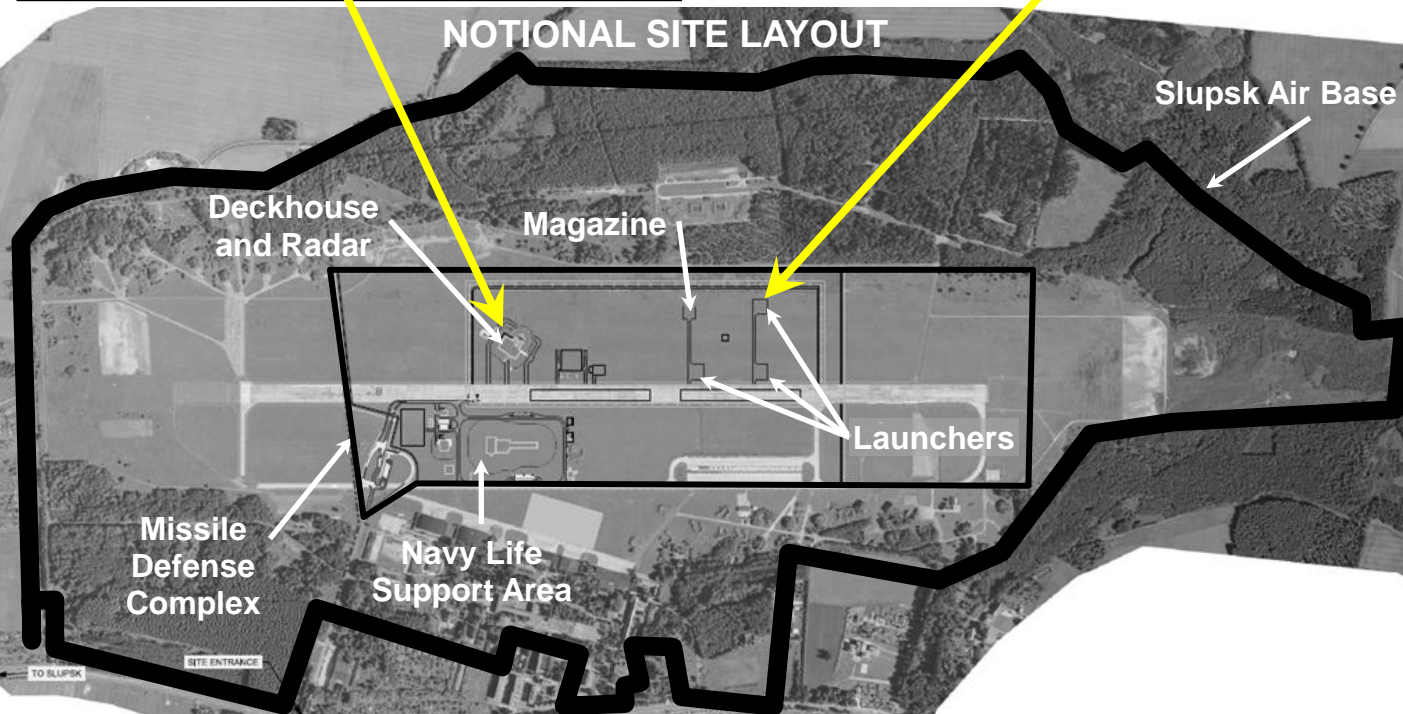 NOTIONAL SITE LAYOUT
Slupsk Air Base
Deckhouse
and Radar
Magazine
Launchers
Missile
Defense
Complex
Navy Life
Support Area
SITE ENTRANCE
TO SLUPSK